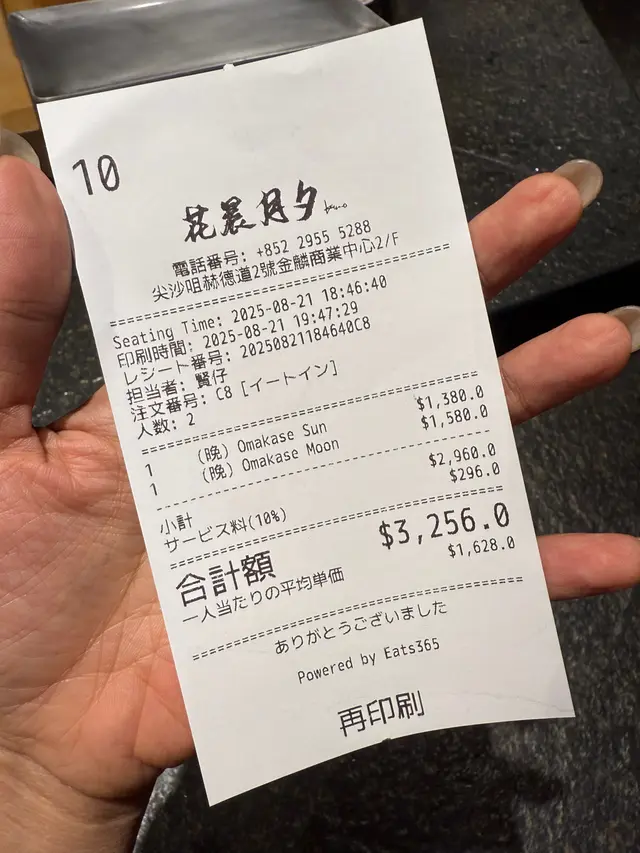 10
花晨月夕
電話番号: +852 2955 5288
尖沙咀赫德道2號金麟商業中心2/F
Seating Time: 2025-08-21 18:46:40
印刷時間: 2025-08-21 19:47:29
レシート番号: 20250821184640C8
担当者: 賢仔
注文番号: C8 [イートイン]
人数: 2
1 (晩) Omakase Sun $1,380.0
1 (晩) Omakase Moon $1,580.0
小計 $2,960.0
サービス料(10%) $296.0
合計額 $3,256.0
一人当たりの平均単価 $1,628.0
ありがとうございました
Powered by Eats365
再印刷